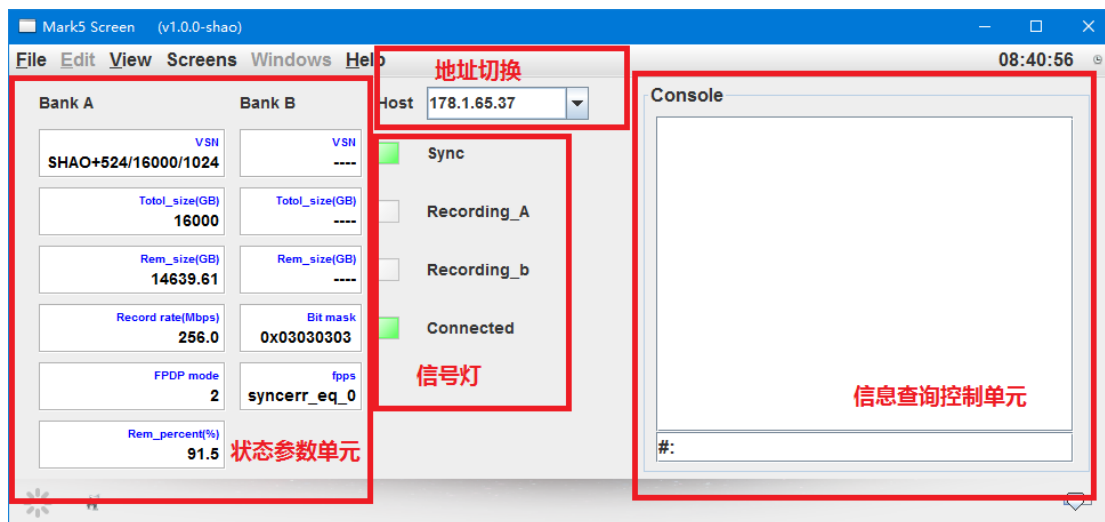 Mark5 Screen (v1.0.0-shao)
File Edit View Screens Windows Help
08:40:56
地址切换
Bank A
Bank B
Host 178.1.65.37
Console
VSN
SHAO+524/16000/1024
VSN
----
Sync
Totol_size(GB)
16000
Totol_size(GB)
----
Recording_A
Rem_size(GB)
14639.61
Rem_size(GB)
----
Recording_b
Record rate(Mbps)
256.0
Bit mask
0x03030303
Connected
FPDP mode
2
fpps
syncerr_eq_0
信号灯
信息查询控制单元
Rem_percent(%)
91.5
状态参数单元
#: